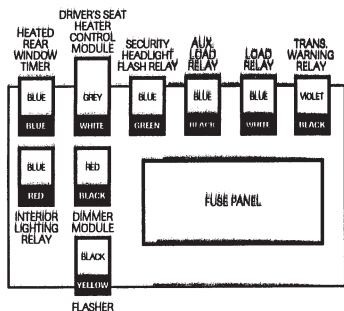 HEATED
REAR
WINDOW
TIMER
DRIVER'S SEAT
HEATER
CONTROL
MODULE
SECURITY
HEADLIGHT
FLASH RELAY
AUX.
LOAD
RELAY
LOAD
RELAY
TRANS.
WARNING
RELAY
BLUE
GREY
BLUE
BLUE
BLUE
VIOLET
BLUE
WHITE
GREEN
BLACK
WHITE
BLACK
BLUE
RED
RED
BLACK
FUSE PANEL
INTERIOR
LIGHTING
RELAY
DIMMER
MODULE
BLACK
YELLOW
FLASHER